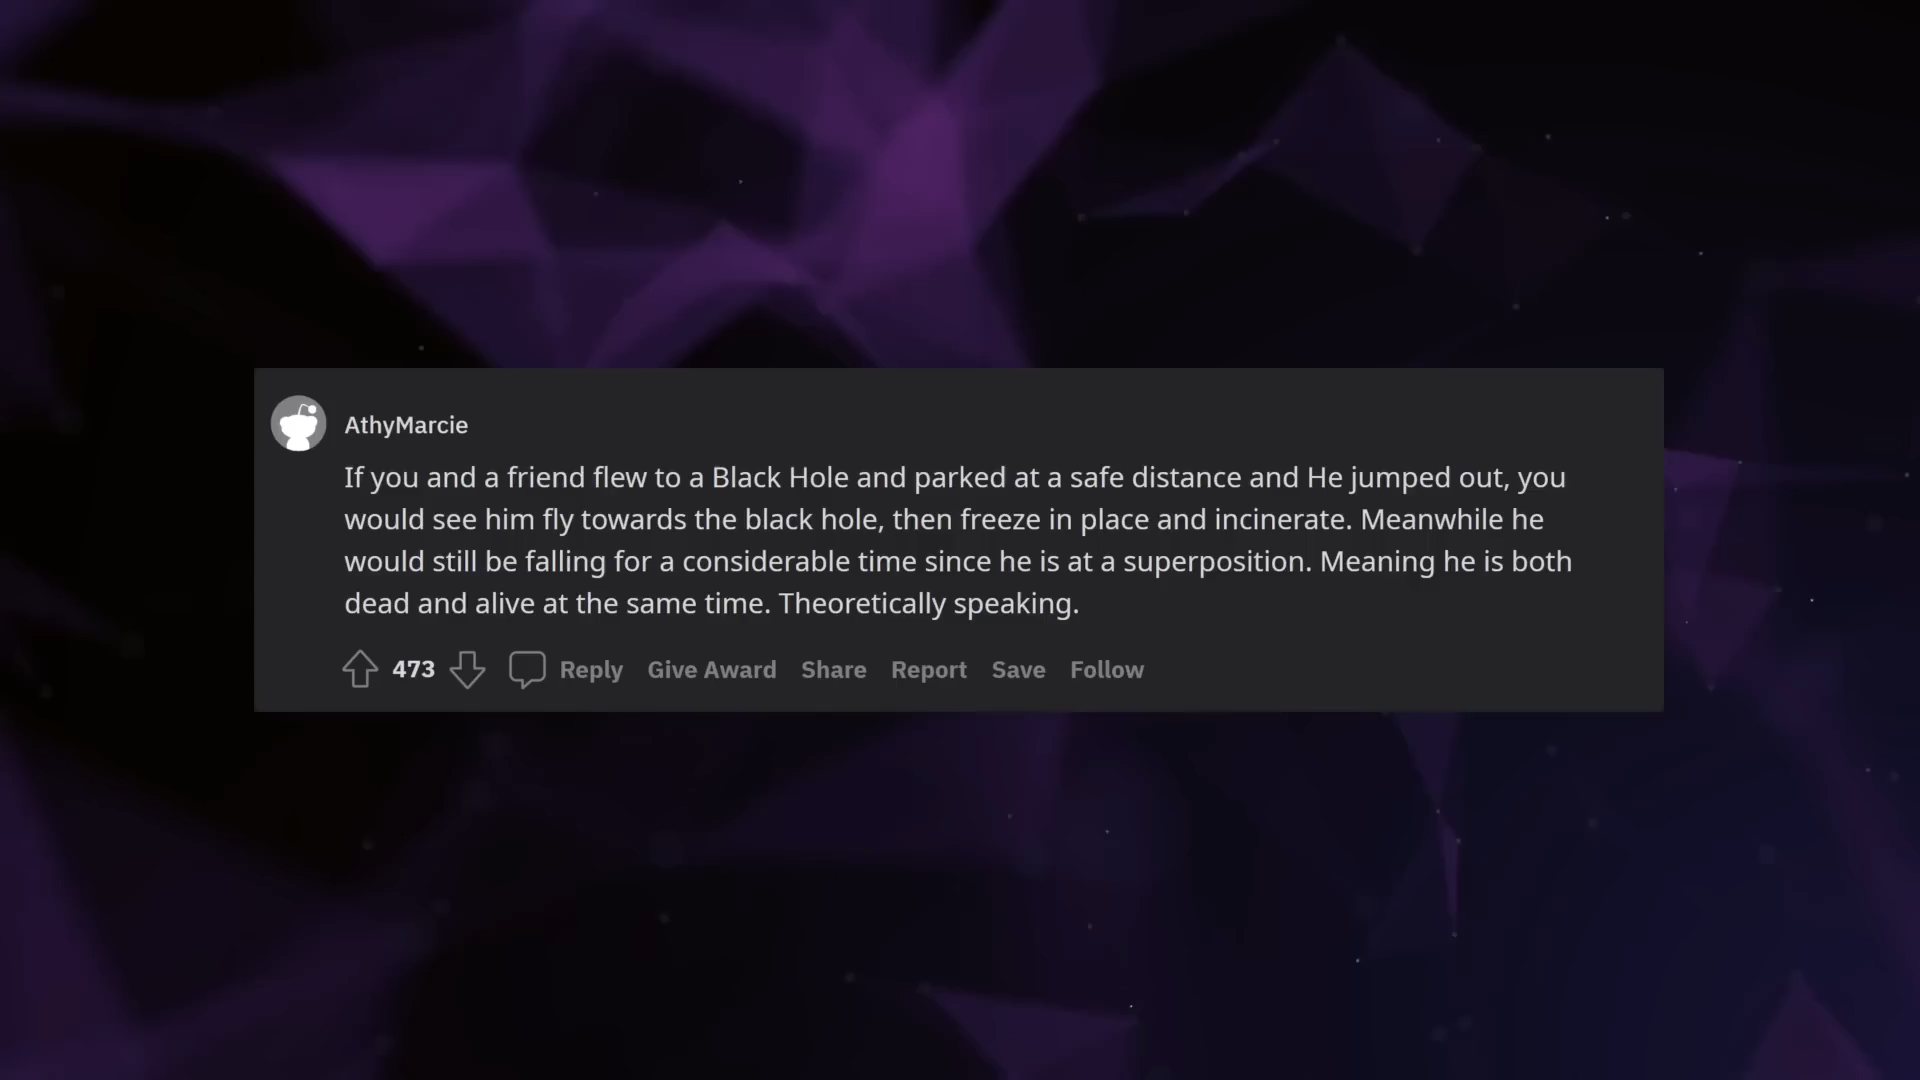 AthyMarcie
If you and a friend flew to a Black Hole and parked at a safe distance and He jumped out, you
would see him fly towards the black hole, then freeze in place and incinerate. Meanwhile he
would still be falling for a considerable time since he is at a superposition. Meaning he is both
dead and alive at the same time. Theoretically speaking.
473 Reply Give Award Share Report Save Follow